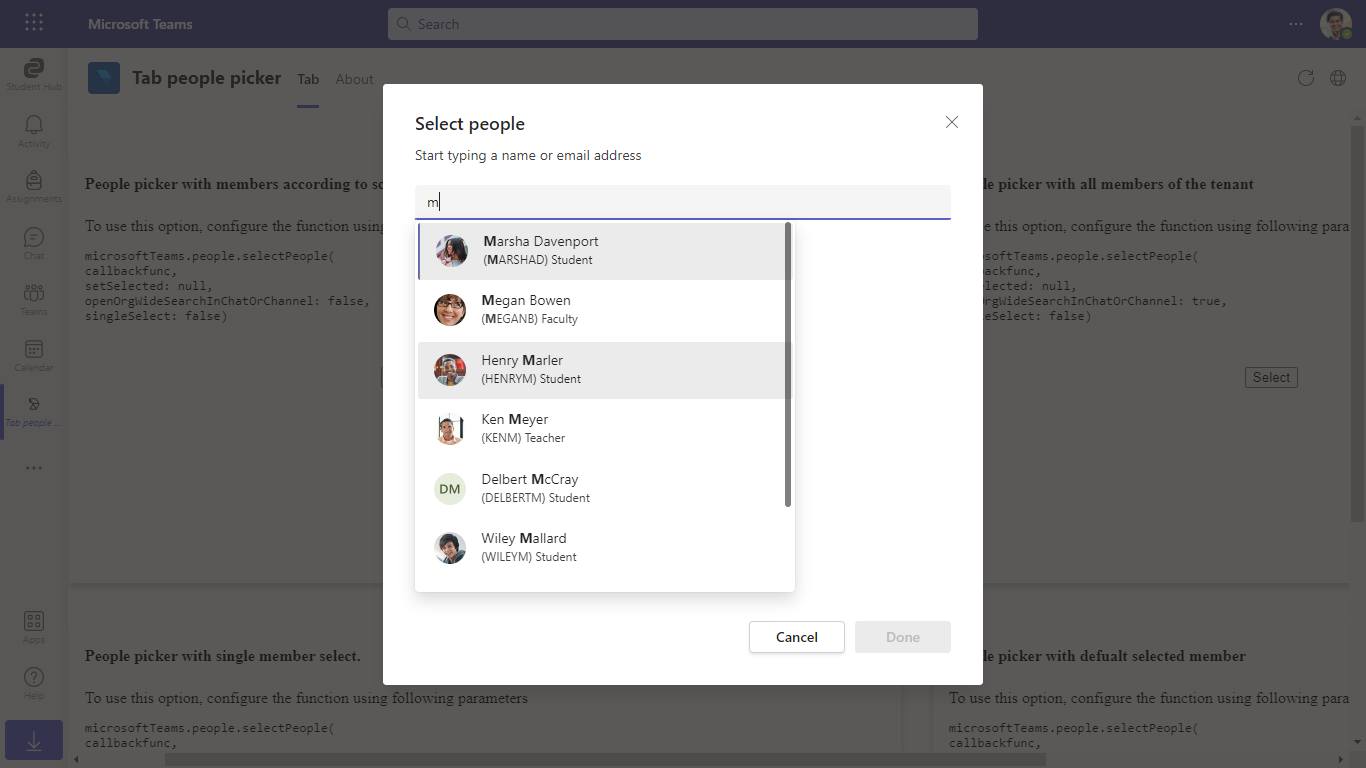 Microsoft Teams
Search
Student Hub
Activity
Assignments
Chat
Teams
Calendar
Tab people ...
Apps
Help
Tab people picker
Tab
About
People picker with members according to sc
To use this option, configure the function using
microsoftTeams.people.selectPeople(
callbackfunc,
setSelected: null,
openOrgWideSearchInChatOrChannel: false,
singleSelect: false)
le picker with all members of the tenant
e this option, configure the function using following para
softTeams.people.selectPeople(
ackfunc,
lected: null,
rgWideSearchInChatOrChannel: true,
eSelect: false)
Select
Select people
Start typing a name or email address
m
Marsha Davenport
(MARSHAD) Student
Megan Bowen
(MEGANB) Faculty
Henry Marler
(HENRYM) Student
Ken Meyer
(KENM) Teacher
DM
Delbert McCray
(DELBERTM) Student
Wiley Mallard
(WILEYM) Student
Cancel
Done
People picker with single member select.
To use this option, configure the function using following parameters
microsoftTeams.people.selectPeople(
callbackfunc,
le picker with defualt selected member
To use this option, configure the function using following para
microsoftTeams.people.selectPeople(
callbackfunc,